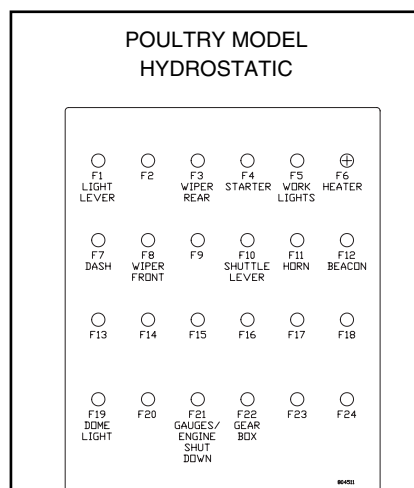 POULTRY MODEL
HYDROSTATIC
F1 F2 F3 F4 F5 F6
LIGHT WIPER STARTER WORK HEATER
LEVER REAR LIGHTS
F7 F8 F9 F10 F11 F12
DASH WIPER SHUTTLE HORN BEACON
FRONT LEVER
F13 F14 F15 F16 F17 F18
F19 F20 F21 F22 F23 F24
DOME GAUGES/ GEAR
LIGHT ENGINE BOX
SHUT
DOWN